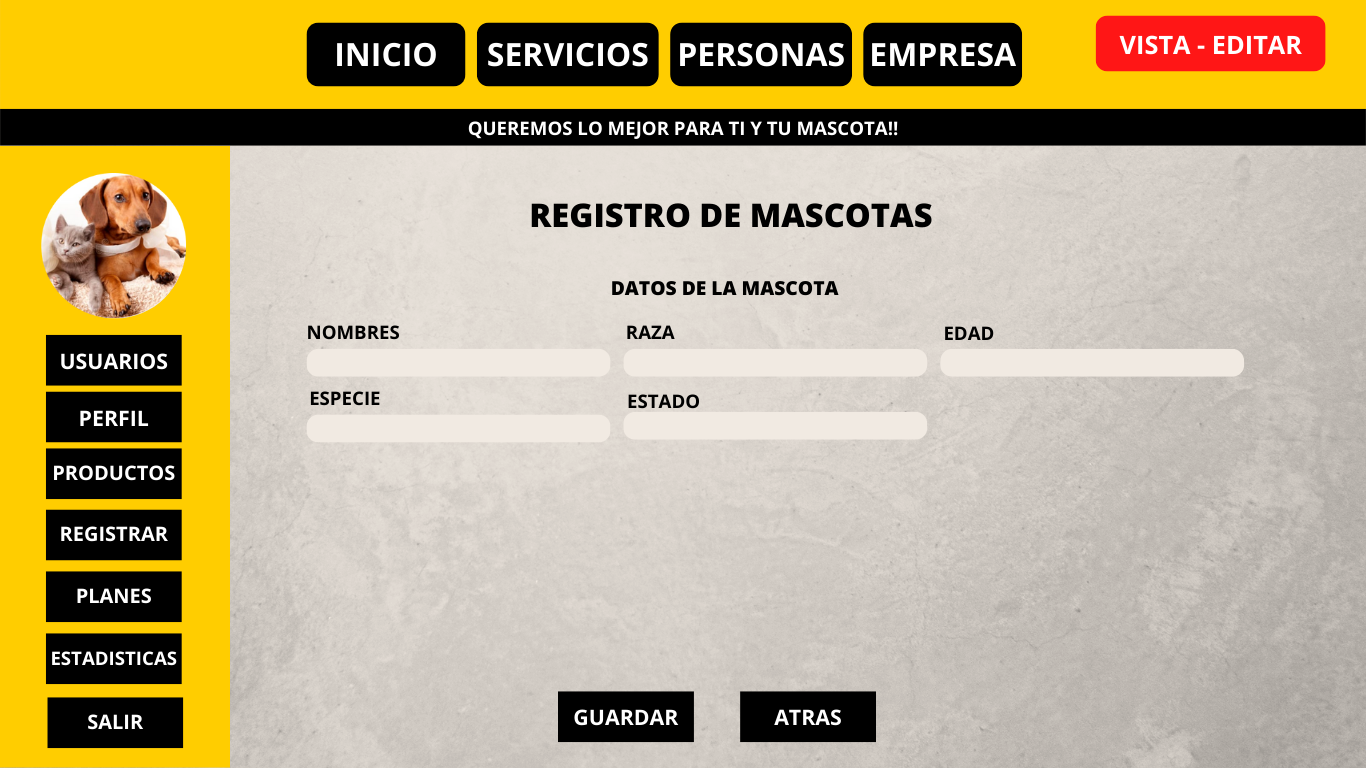 INICIO SERVICIOS PERSONAS EMPRESA
VISTA - EDITAR
QUEREMOS LO MEJOR PARA TI Y TU MASCOTA!!
USUARIOS
PERFIL
PRODUCTOS
REGISTRAR
PLANES
ESTADISTICAS
SALIR
REGISTRO DE MASCOTAS
DATOS DE LA MASCOTA
NOMBRES RAZA EDAD
ESPECIE ESTADO
GUARDAR ATRAS